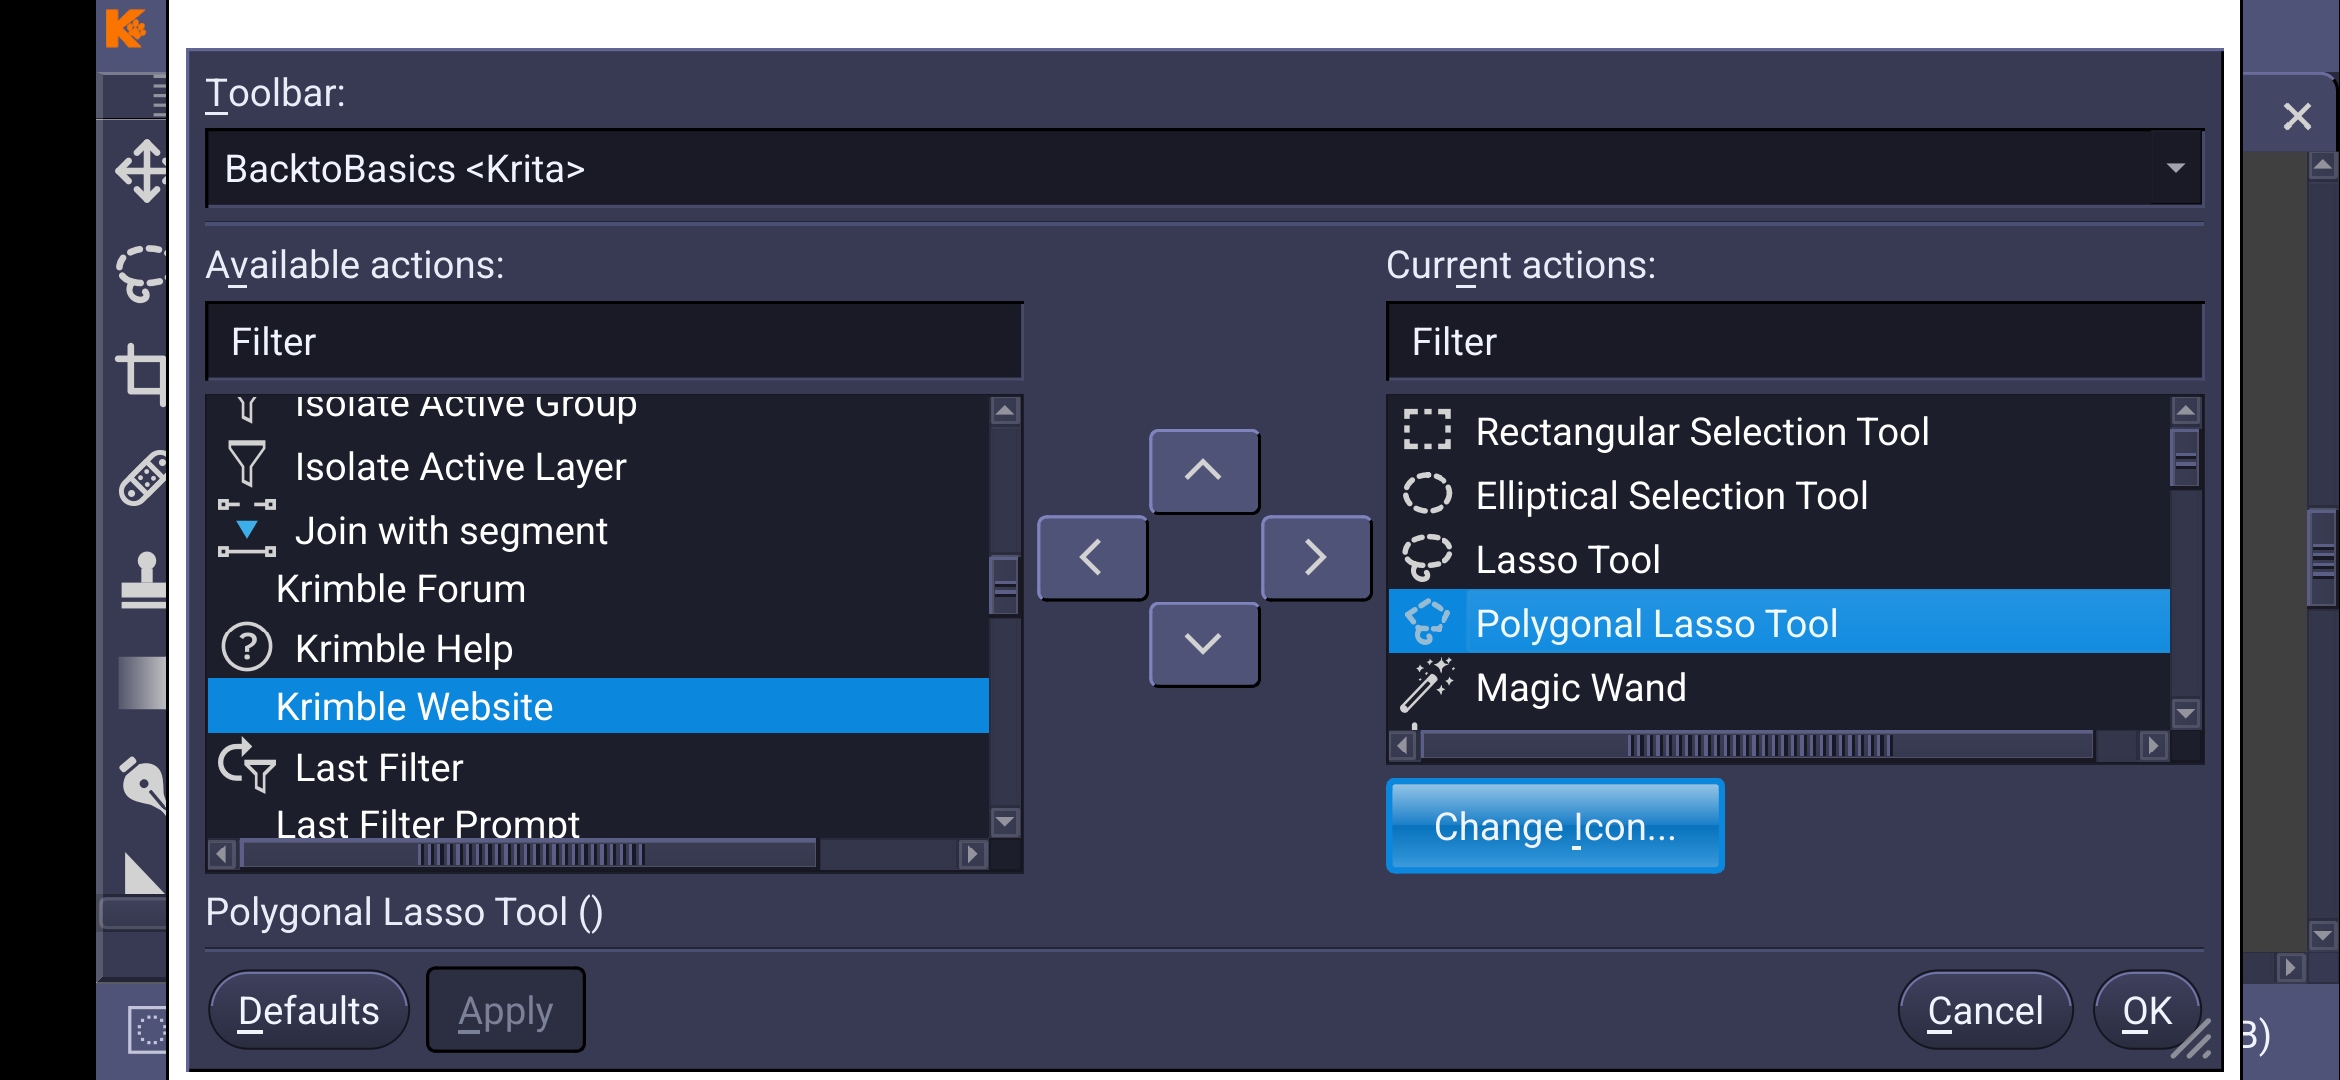 Toolbar:
BacktoBasics <Krita>
Available actions:
Current actions:
Filter
Filter
Isolate Active Group
Isolate Active Layer
Join with segment
Krimble Forum
Krimble Help
Krimble Website
Last Filter
Last Filter Prompt
Rectangular Selection Tool
Elliptical Selection Tool
Lasso Tool
Polygonal Lasso Tool
Magic Wand
Change Icon...
Polygonal Lasso Tool ()
Defaults
Apply
Cancel
OK
B)